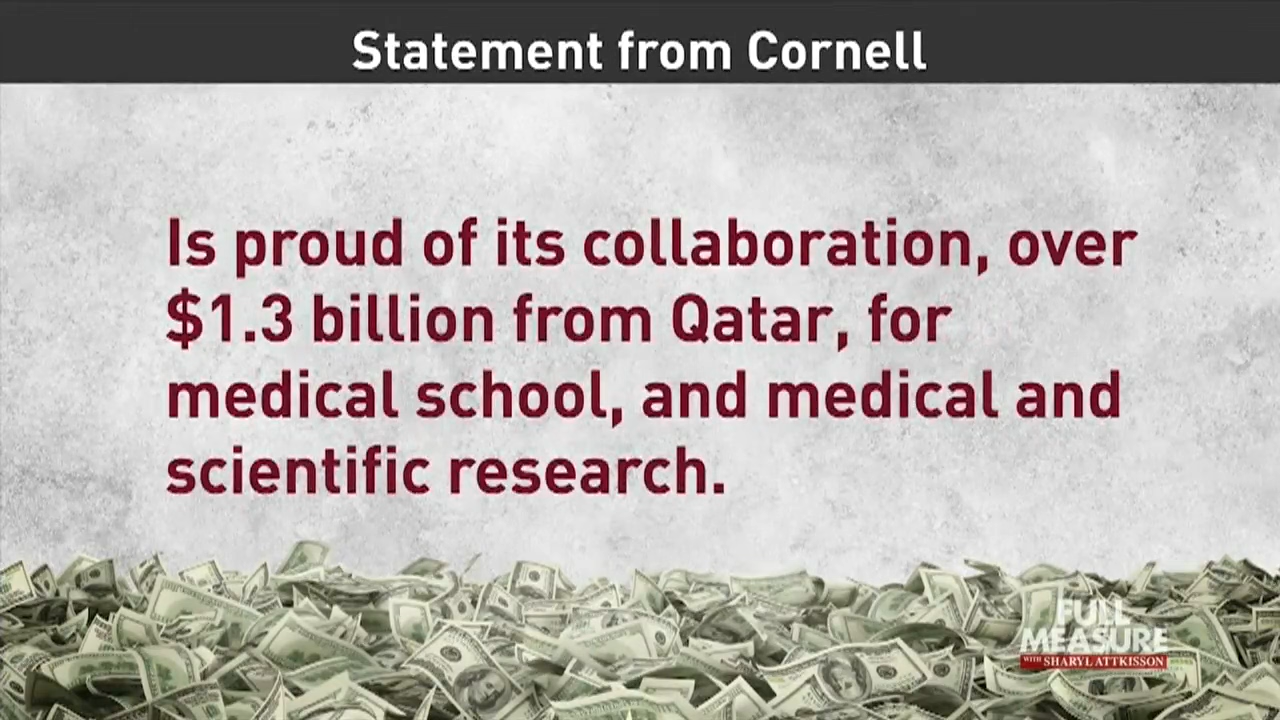 Statement from Cornell
Is proud of its collaboration, over
$1.3 billion from Qatar, for
medical school, and medical and
scientific research.
FULL
MEASURE
WITH SHARYL ATTKISSON